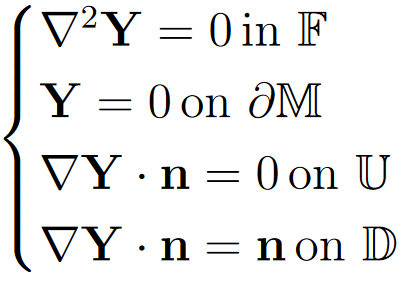 ∇²𝐘 = 0 in 𝔽
𝐘 = 0 on ∂𝕄
∇𝐘 · 𝐧 = 0 on 𝕌
∇𝐘 · 𝐧 = 𝐧 on 𝔻